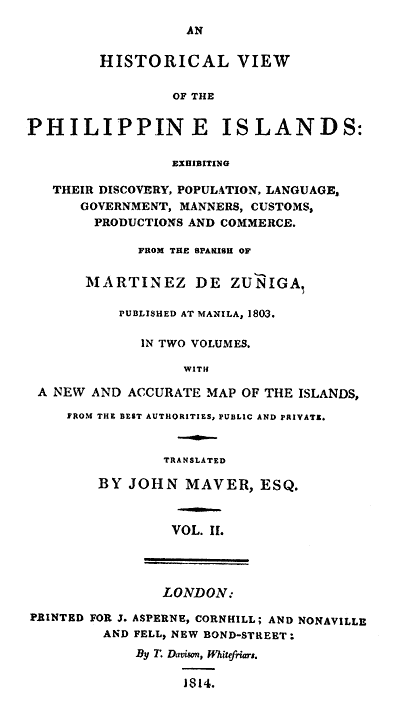 AN
HISTORICAL VIEW
OF THE
PHILIPPINE ISLANDS:
EXHIBITING
THEIR DISCOVERY, POPULATION, LANGUAGE,
GOVERNMENT, MANNERS, CUSTOMS,
PRODUCTIONS AND COMMERCE.
FROM THE SPANISH OF
MARTINEZ DE ZUÑIGA,
PUBLISHED AT MANILA, 1803.
IN TWO VOLUMES.
WITH
A NEW AND ACCURATE MAP OF THE ISLANDS,
FROM THE BEST AUTHORITIES, PUBLIC AND PRIVATE.
TRANSLATED
BY JOHN MAVER, ESQ.
VOL. II.
LONDON:
PRINTED FOR J. ASPERNE, CORNHILL; AND NONAVILLE
AND FELL, NEW BOND-STREET:
By T. Davison, Whitefriars.
1814.